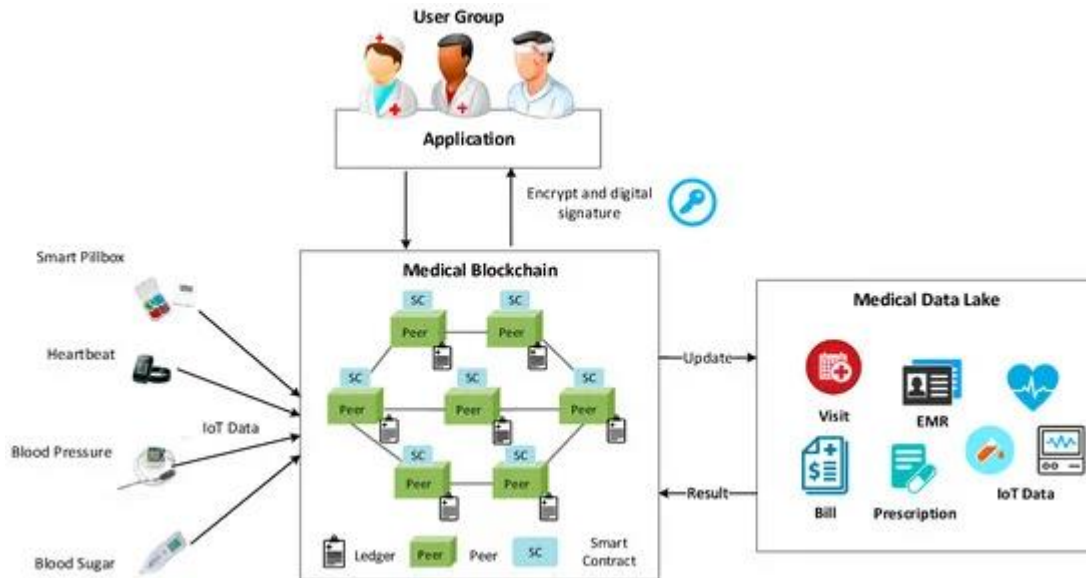 User Group
Application
Encrypt and digital
signature
Smart Pillbox
Heartbeat
Blood Pressure
Blood Sugar
IoT Data
Medical Blockchain
SC
SC
Peer
Peer
SC
SC
SC
Peer
Peer
Peer
SC
SC
Peer
Peer
Ledger
Peer
Peer
SC
Smart
Contract
Update
Result
Medical Data Lake
Visit
EMR
Bill
Prescription
IoT Data